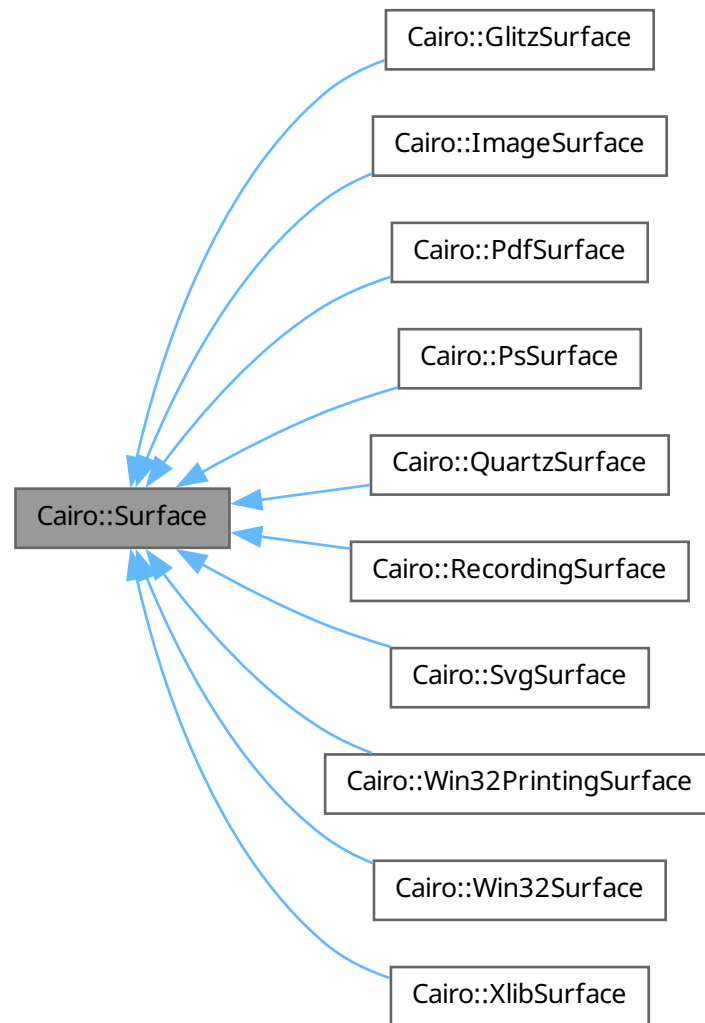 Cairo::GlitzSurface
Cairo::ImageSurface
Cairo::PdfSurface
Cairo::PsSurface
Cairo::QuartzSurface
Cairo::Surface
Cairo::RecordingSurface
Cairo::SvgSurface
Cairo::Win32PrintingSurface
Cairo::Win32Surface
Cairo::XlibSurface